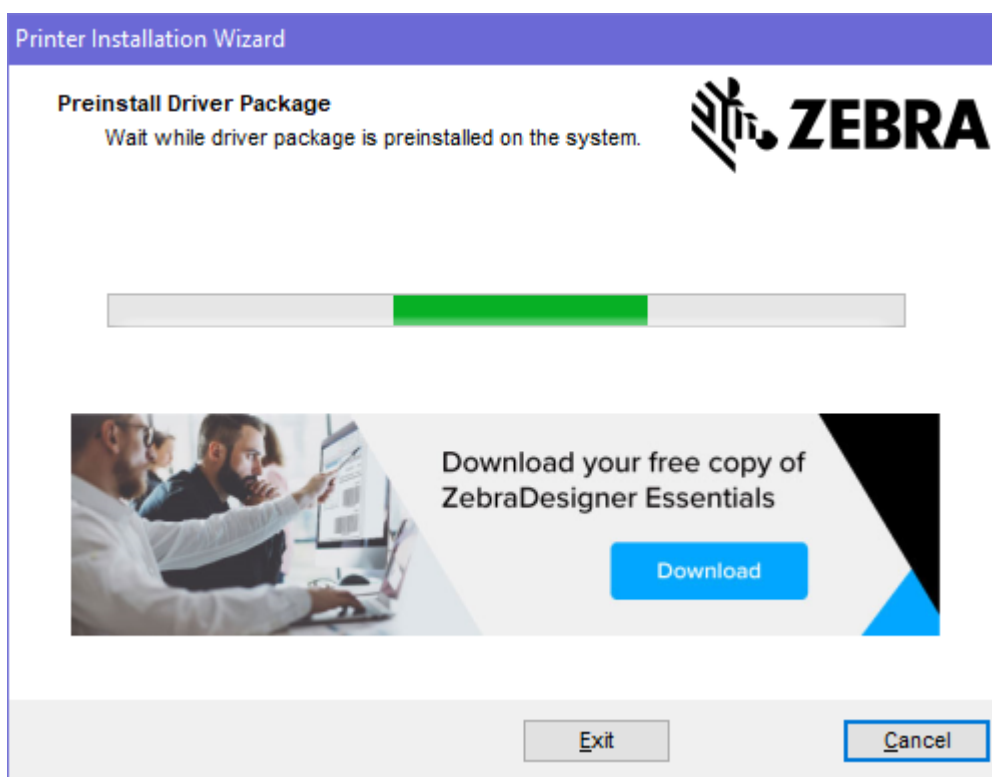 Printer Installation Wizard
Preinstall Driver Package
Wait while driver package is preinstalled on the system.
ZEBRA
Download your free copy of
ZebraDesigner Essentials
Download
Exit
Cancel